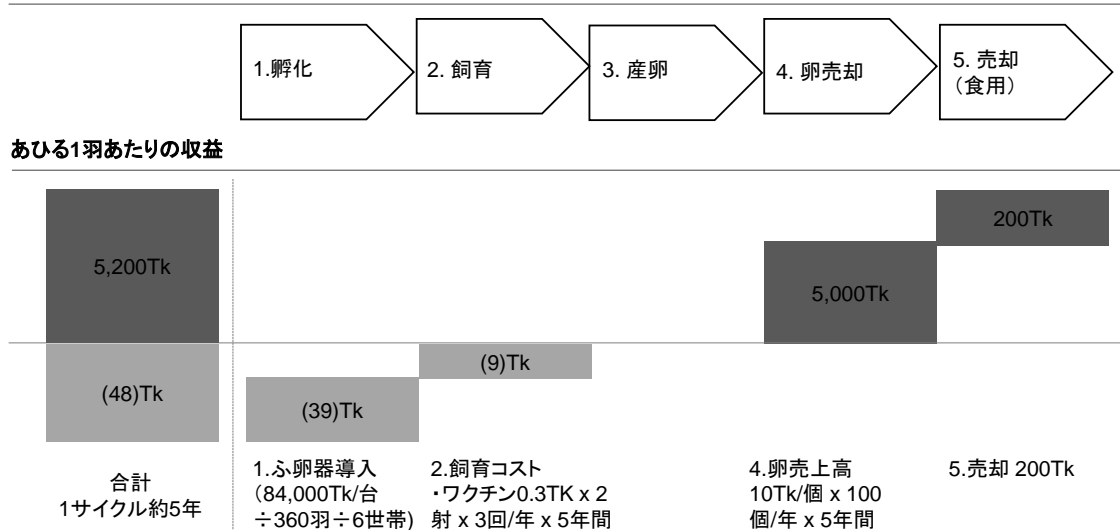 1.孵化
2. 飼育
3. 産卵
4. 卵売却
5. 売却
（食用）
あひる1羽あたりの収益
5,200Tk
(48)Tk
(39)Tk
(9)Tk
5,000Tk
200Tk
合計
1サイクル約5年
1.ふ卵器導入
(84,000Tk/台
÷360羽÷6世帯)
2.飼育コスト
・ワクチン0.3TK x 2
射 x 3回/年 x 5年間
4.卵売上高
10Tk/個 x 100
個/年 x 5年間
5.売却 200Tk